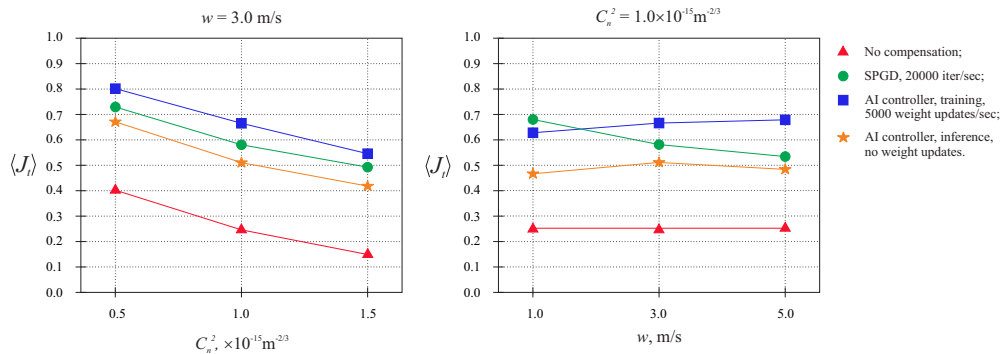 w = 3.0 m/s
1.0
0.9
0.8
0.7
0.6
0.5
0.4
0.3
0.2
0.1
0.0
⟨J_t⟩
0.5 1.0 1.5
C_n^2, ×10^-15 m^-2/3
C_n^2 = 1.0×10^-15 m^-2/3
1.0
0.9
0.8
0.7
0.6
0.5
0.4
0.3
0.2
0.1
0.0
⟨J_t⟩
1.0 3.0 5.0
w, m/s
No compensation;
SPGD, 20000 iter/sec;
AI controller, training,
5000 weight updates/sec;
AI controller, inference,
no weight updates.